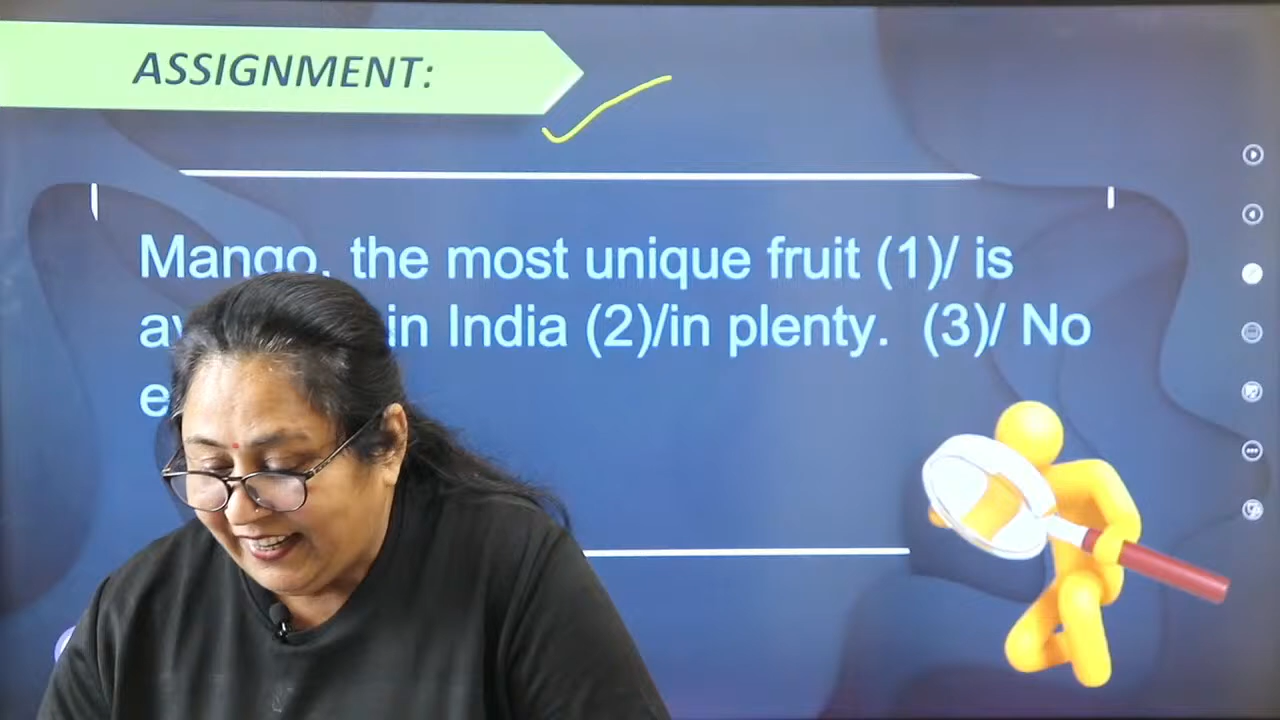 ASSIGNMENT:
Mango, the most unique fruit (1)/ is
in India (2)/in plenty. (3)/ No